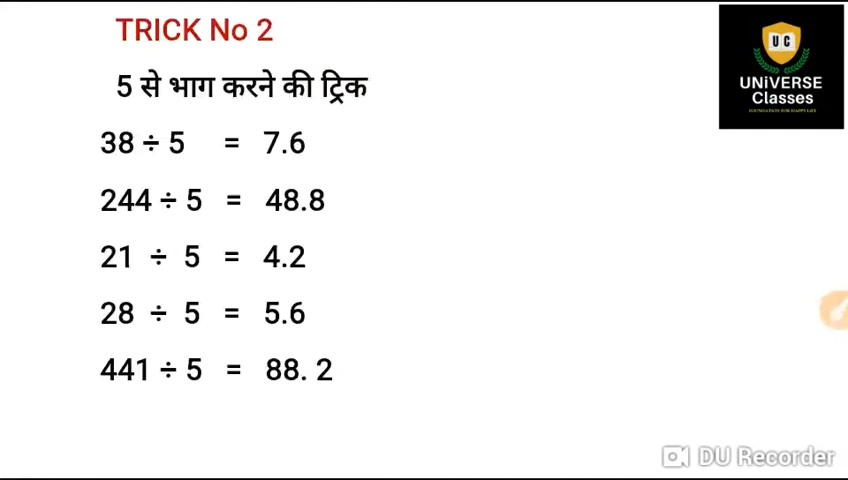 TRICK No 2
5 से भाग करने की ट्रिक
38 ÷ 5 = 7.6
244 ÷ 5 = 48.8
21 ÷ 5 = 4.2
28 ÷ 5 = 5.6
441 ÷ 5 = 88. 2
UC
UNiVERSE
Classes
DU Recorder